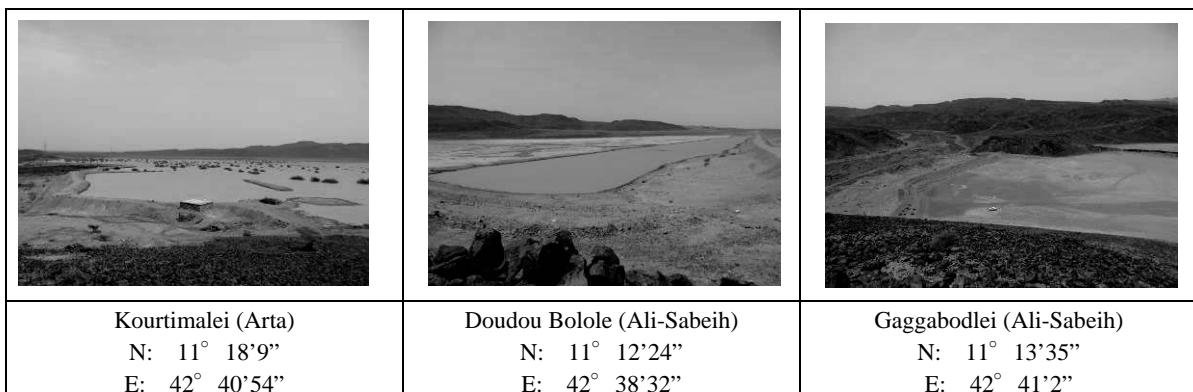 Kourtimalei (Arta)
N: 11° 18’9”
E: 42° 40’54”
Doudou Bolole (Ali-Sabeih)
N: 11° 12’24”
E: 42° 38’32”
Gaggabodlei (Ali-Sabeih)
N: 11° 13’35”
E: 42° 41’2”